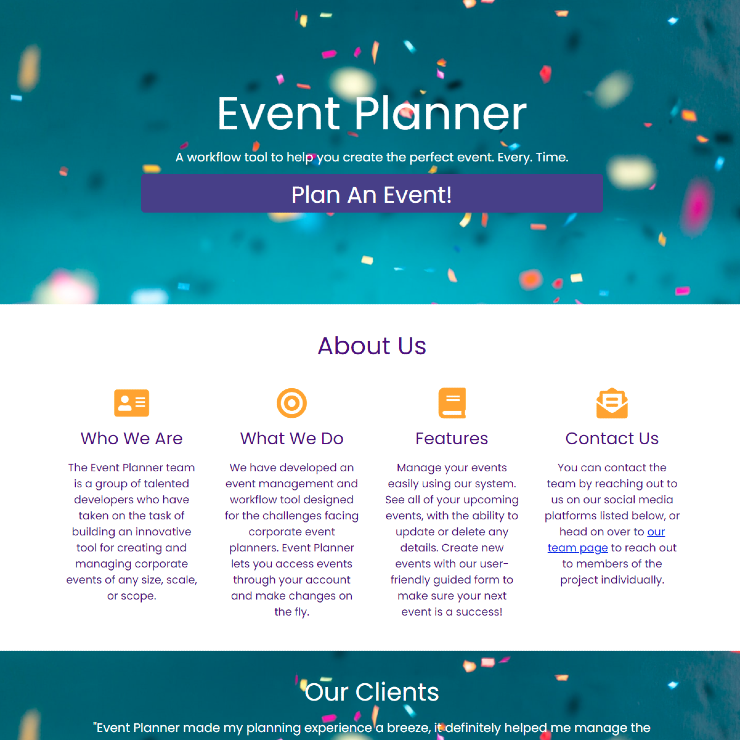 Event Planner
A workflow tool to help you create the perfect event. Every. Time.
Plan An Event!
About Us
Who We Are
The Event Planner team
is a group of talented
developers who have
taken on the task of
building an innovative
tool for creating and
managing corporate
events of any size, scale,
or scope.
What We Do
We have developed an
event management and
workflow tool designed
for the challenges facing
corporate event
planners. Event Planner
lets you access events
through your account
and make changes on
the fly.
Features
Manage your events
easily using our system.
See all of your upcoming
events, with the ability to
update or delete any
details. Create new
events with our user-
friendly guided form to
make sure your next
event is a success!
Contact Us
You can contact the
team by reaching out to
us on our social media
platforms listed below, or
head on over to our
team page to reach out
to members of the
project individually.
Our Clients
"Event Planner made my planning experience a breeze, it definitely helped me manage the